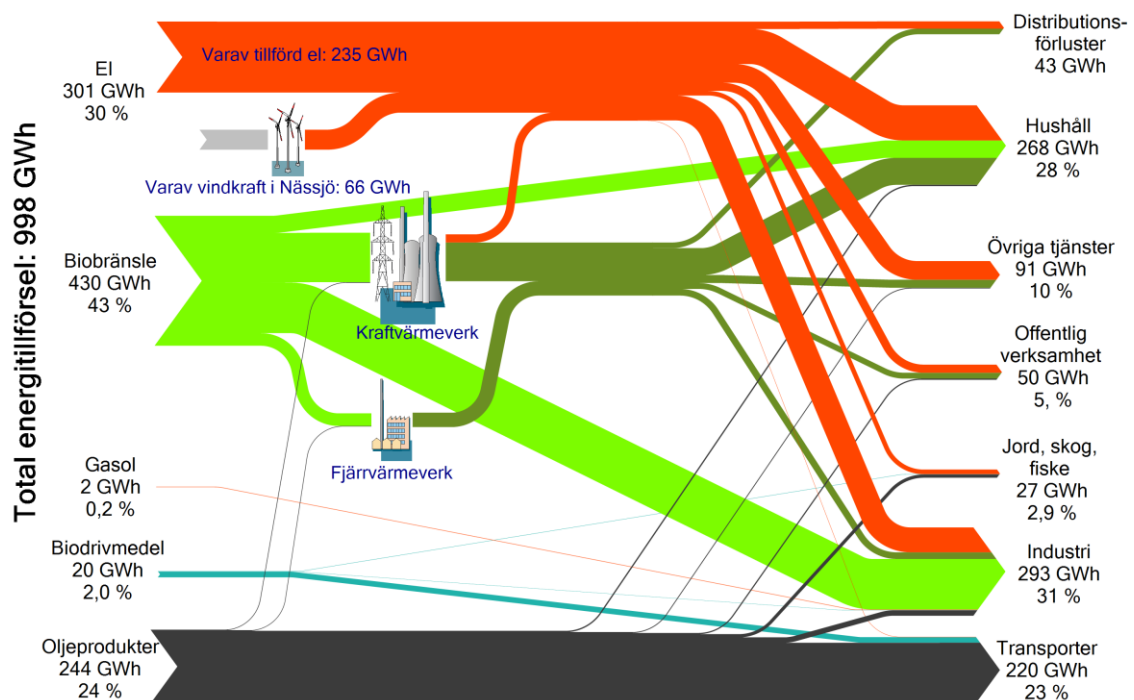 Total energitillförsel: 998 GWh
El
301 GWh
30 %
Varav tillförd el: 235 GWh
Varav vindkraft i Nässjö: 66 GWh
Biobränsle
430 GWh
43 %
Kraftvärmeverk
Fjärrvärmeverk
Gasol
2 GWh
0,2 %
Biodrivmedel
20 GWh
2,0 %
Oljeprodukter
244 GWh
24 %
Distributions-
förluster
43 GWh
Hushåll
268 GWh
28 %
Övriga tjänster
91 GWh
10 %
Offentlig
verksamhet
50 GWh
5, %
Jord, skog,
fiske
27 GWh
2,9 %
Industri
293 GWh
31 %
Transporter
220 GWh
23 %